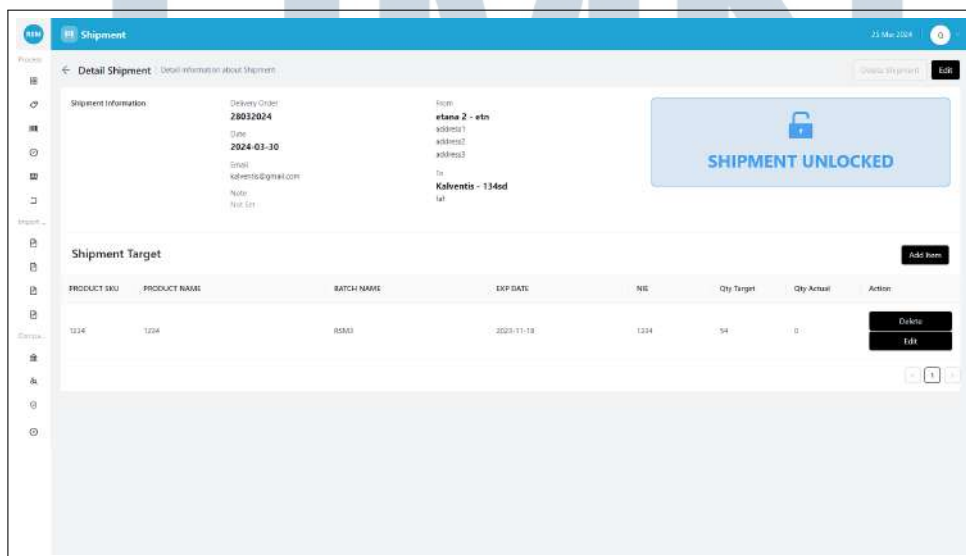 RSM
Shipment
25 Mar 2024
Q
Process
← Detail Shipment
Detail information about Shipment
Delete Shipment
Edit
Shipment Information
Delivery Order
28032024
Date
2024-03-30
Email
kalventis@gmail.com
Note
Not Set
From
etana 2 - etn
address1
address2
address3
To
Kalventis - 134sd
SHIPMENT UNLOCKED
Import ...
Shipment Target
Add Item
PRODUCT SKU PRODUCT NAME BATCH NAME EXP DATE NIE Qty Target Qty Actual Action
1234 1234 RSM3 2023-11-18 1234 54 0
Delete
Edit
1